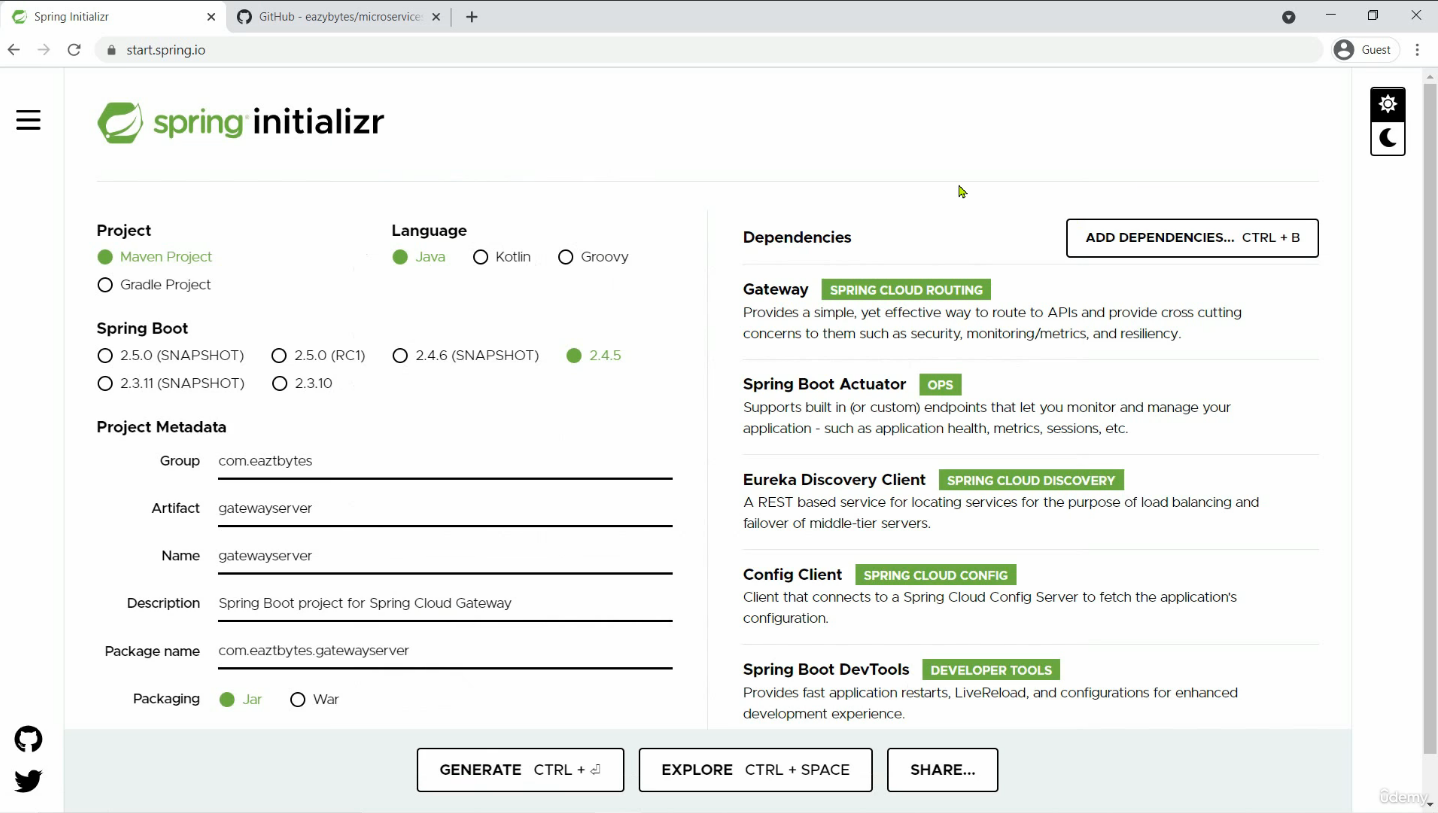 Spring Initializr
GitHub - eazybytes/microservice
start.spring.io
Guest
spring initializr
Project
Maven Project
Gradle Project
Language
Java
Kotlin
Groovy
Spring Boot
2.5.0 (SNAPSHOT)
2.5.0 (RC1)
2.4.6 (SNAPSHOT)
2.4.5
2.3.11 (SNAPSHOT)
2.3.10
Project Metadata
Group com.eaztbytes
Artifact gatewayserver
Name gatewayserver
Description Spring Boot project for Spring Cloud Gateway
Package name com.eaztbytes.gatewayserver
Packaging Jar War
Dependencies
ADD DEPENDENCIES... CTRL + B
Gateway SPRING CLOUD ROUTING
Provides a simple, yet effective way to route to APIs and provide cross cutting
concerns to them such as security, monitoring/metrics, and resiliency.
Spring Boot Actuator OPS
Supports built in (or custom) endpoints that let you monitor and manage your
application - such as application health, metrics, sessions, etc.
Eureka Discovery Client SPRING CLOUD DISCOVERY
A REST based service for locating services for the purpose of load balancing and
failover of middle-tier servers.
Config Client SPRING CLOUD CONFIG
Client that connects to a Spring Cloud Config Server to fetch the application's
configuration.
Spring Boot DevTools DEVELOPER TOOLS
Provides fast application restarts, LiveReload, and configurations for enhanced
development experience.
GENERATE CTRL + ⏎
EXPLORE CTRL + SPACE
SHARE...
ûdemy